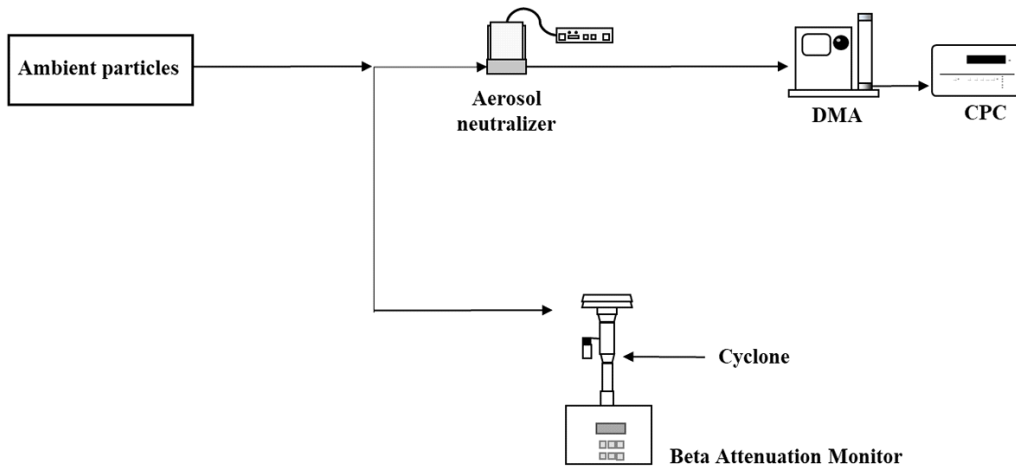 Ambient particles
Aerosol
neutralizer
DMA
CPC
Cyclone
Beta Attenuation Monitor